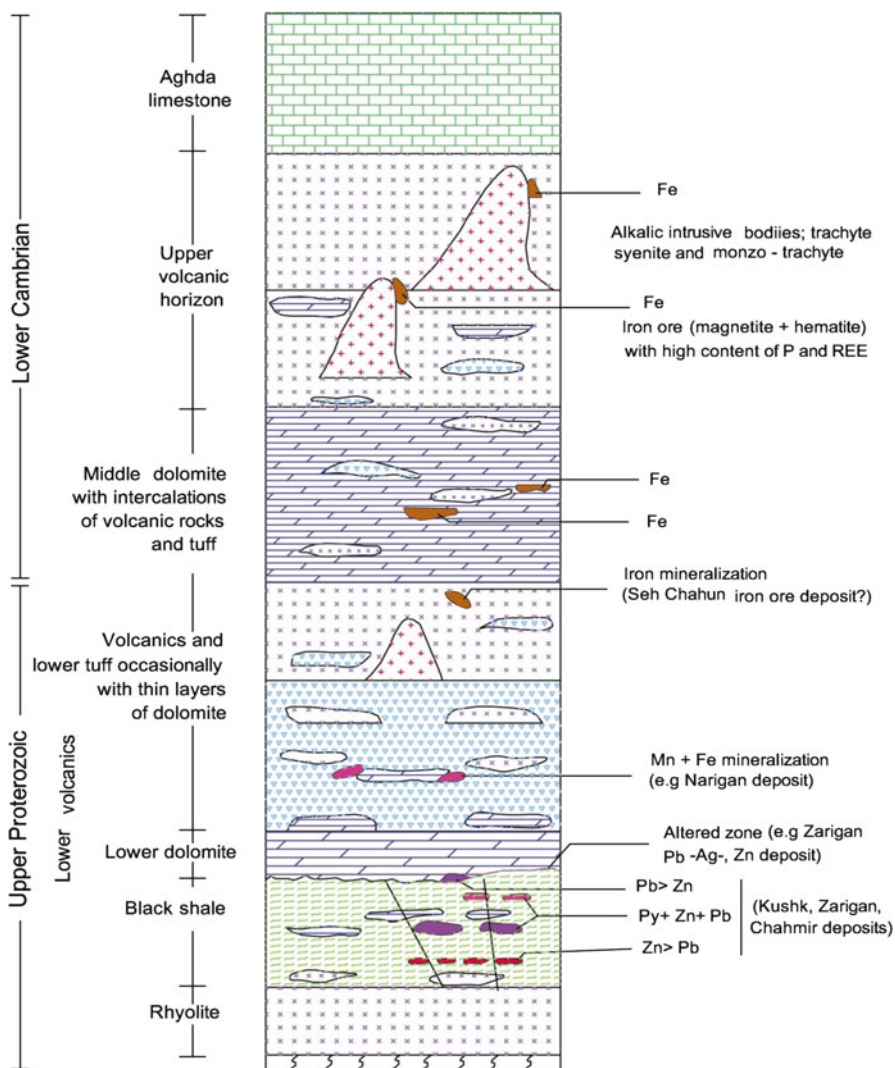 Lower Cambrian
Upper Proterozoic
Lower volcanics
Aghda
limestone
Upper
volcanic
horizon
Middle dolomite
with intercalations
of volcanic rocks
and tuff
Volcanics and
lower tuff occasionally
with thin layers
of dolomite
Lower dolomite
Black shale
Rhyolite
Fe
Alkalic intrusive bodiies; trachyte
syenite and monzo - trachyte
Fe
Iron ore (magnetite + hematite)
with high content of P and REE
Fe
Fe
Iron mineralization
(Seh Chahun iron ore deposit?)
Mn + Fe mineralization
(e.g Narigan deposit)
Altered zone (e.g Zarigan
Pb -Ag-, Zn deposit)
Pb> Zn
Py+ Zn+ Pb
Zn> Pb
(Kushk, Zarigan,
Chahmir deposits)